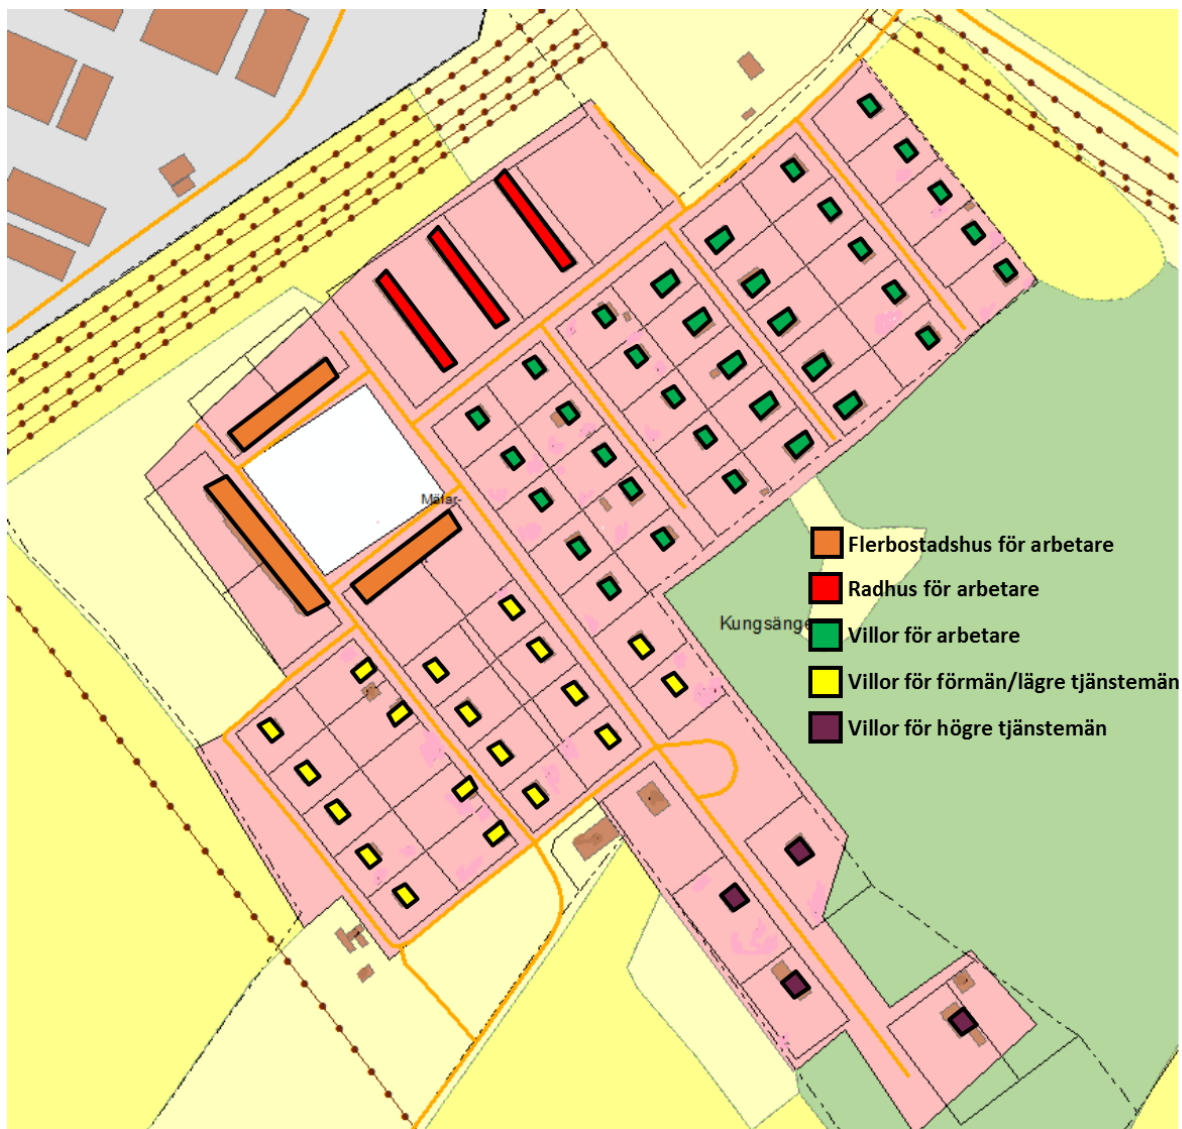 Mälar-
Flerbostadshus för arbetare
Radhus för arbetare
Kungsänge
Villor för arbetare
Villor för förmän/lägre tjänstemän
Villor för högre tjänstemän